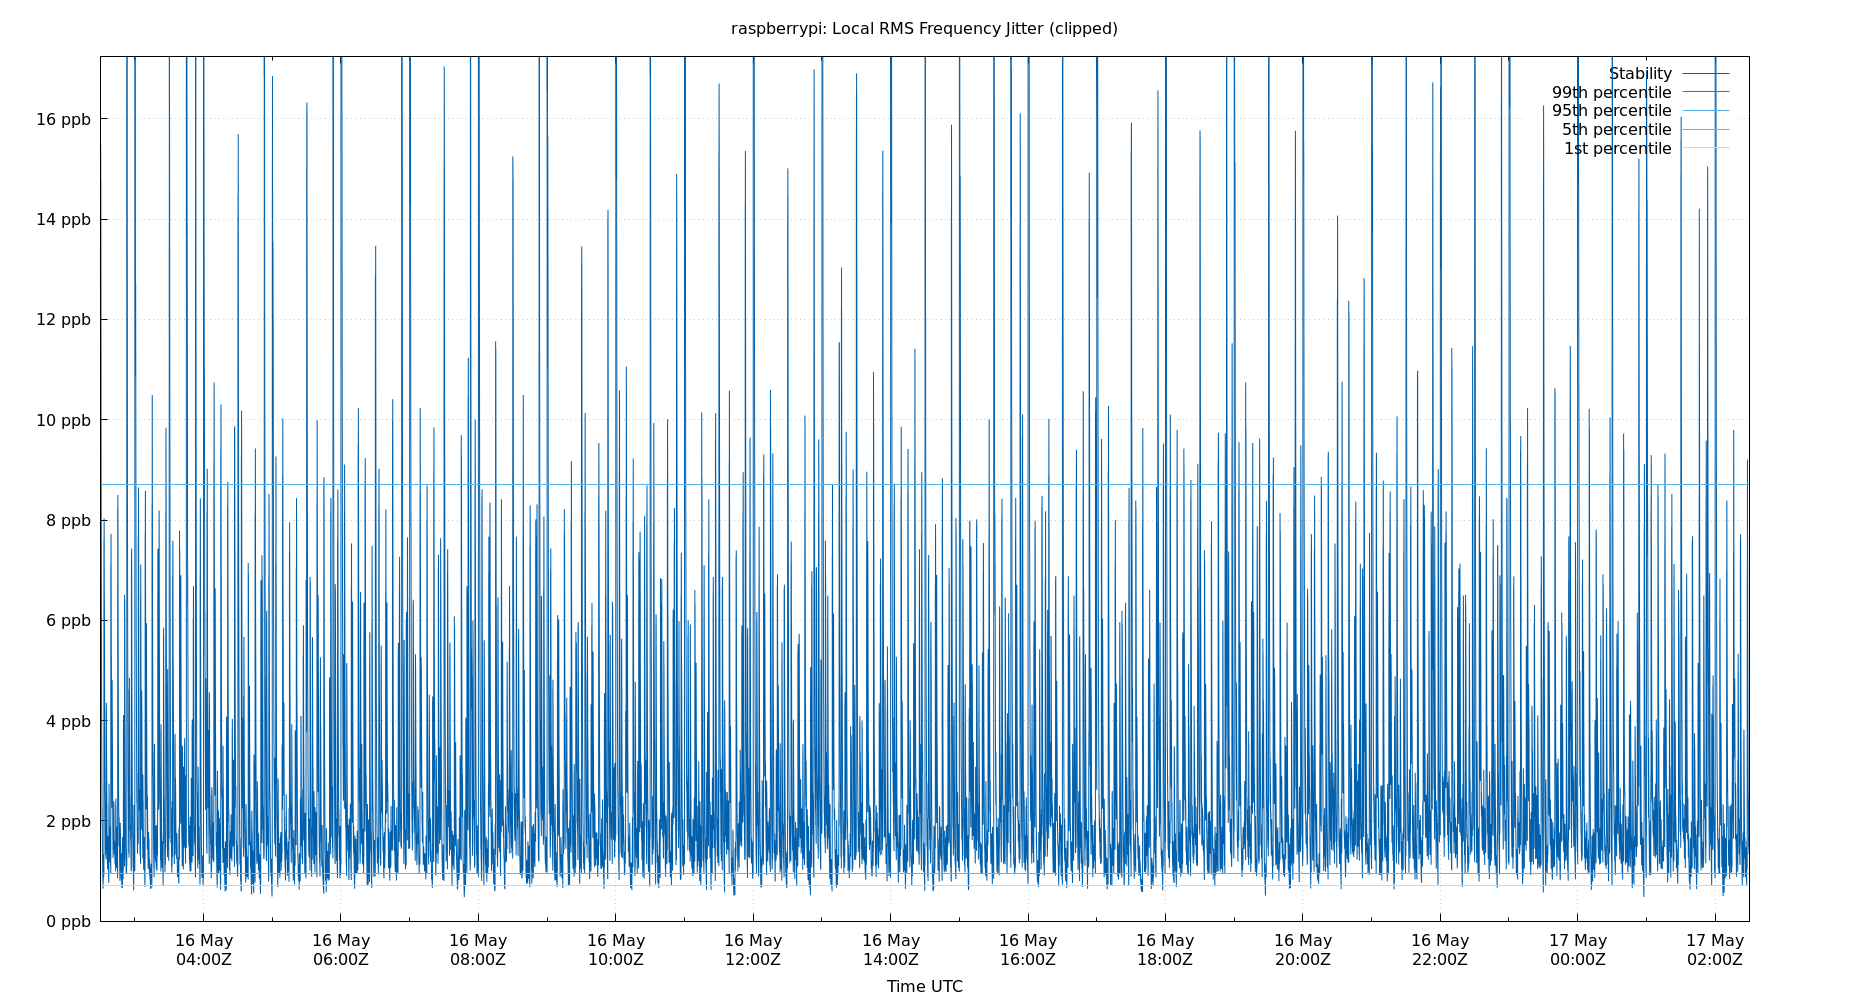 raspberrypi: Local RMS Frequency Jitter (clipped)
Stability
99th percentile
95th percentile
5th percentile
1st percentile
16 ppb
14 ppb
12 ppb
10 ppb
8 ppb
6 ppb
4 ppb
2 ppb
0 ppb
16 May 16 May 16 May 16 May 16 May 16 May 16 May 16 May 16 May 16 May 17 May 17 May
04:00Z 06:00Z 08:00Z 10:00Z 12:00Z 14:00Z 16:00Z 18:00Z 20:00Z 22:00Z 00:00Z 02:00Z
Time UTC